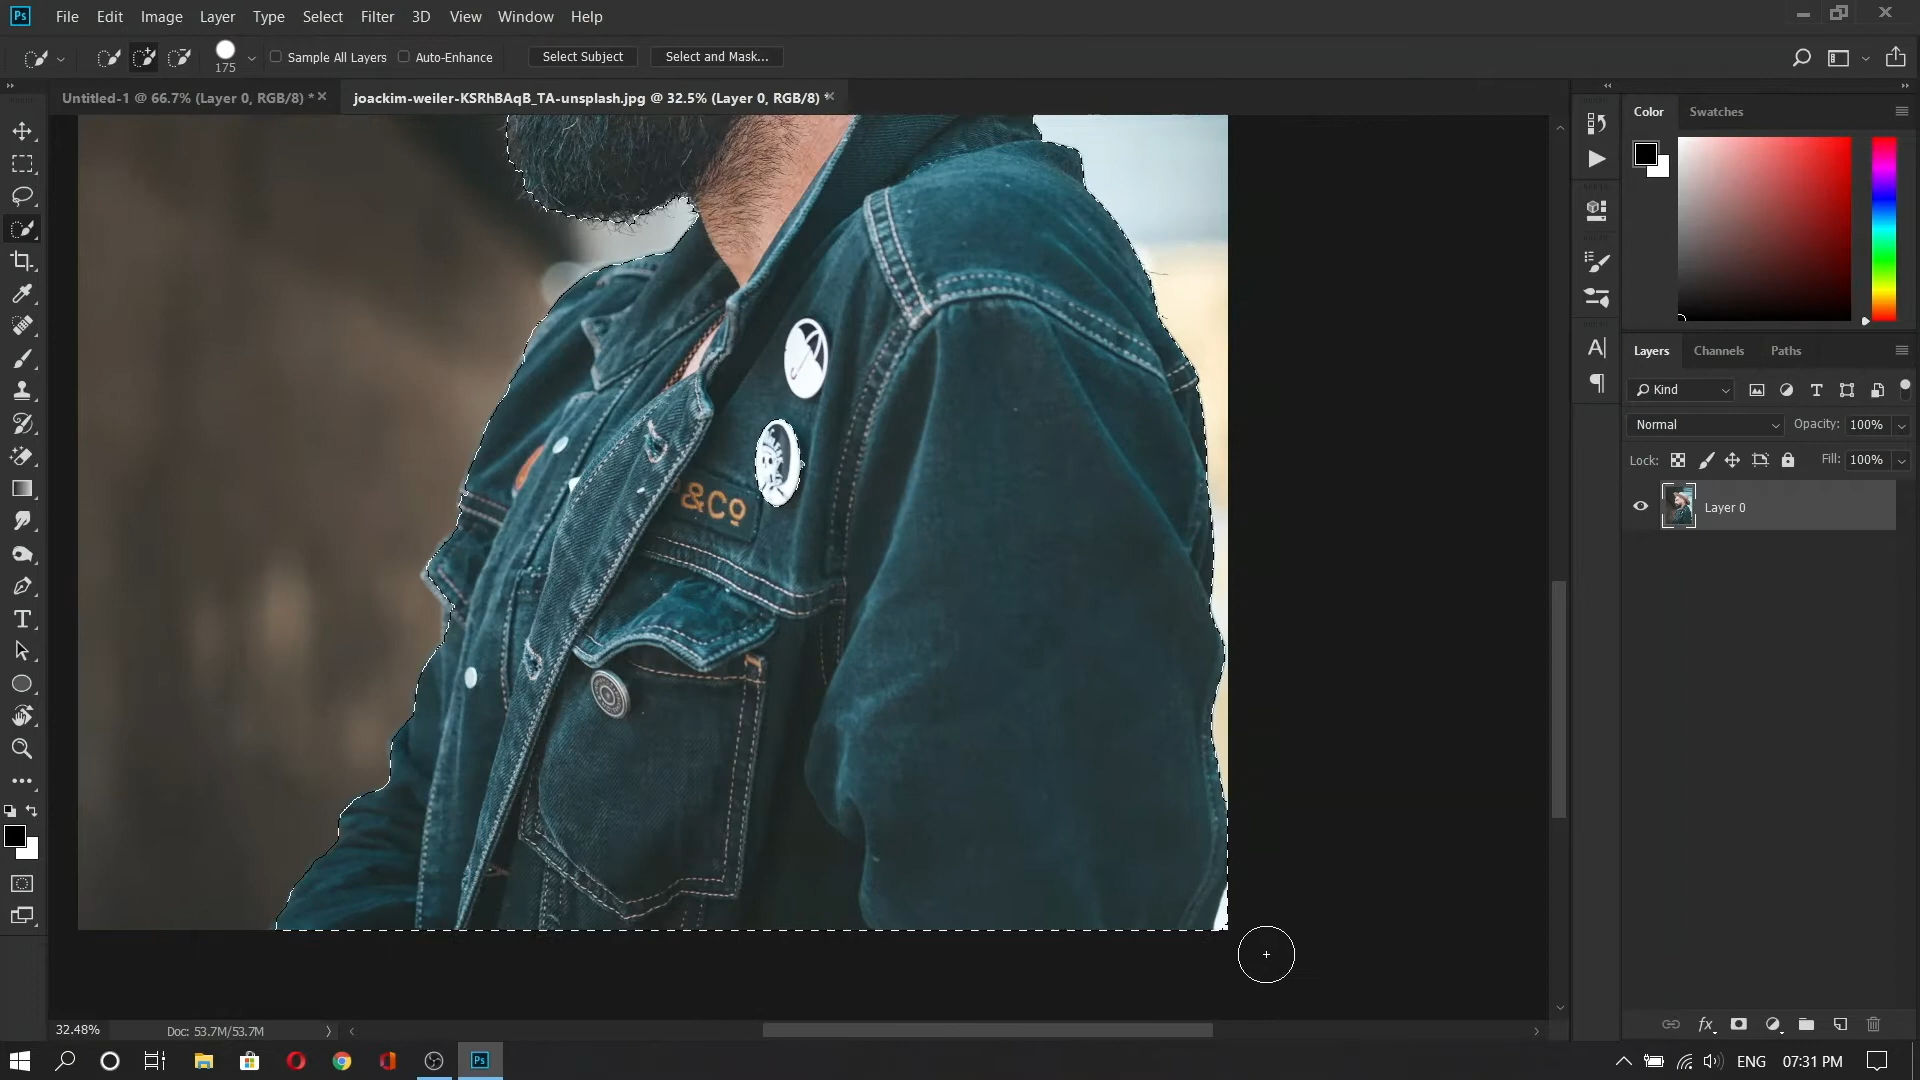 Ps File Edit Image Layer Type Select Filter 3D View Window Help
175 Sample All Layers Auto-Enhance Select Subject Select and Mask...
Untitled-1 @ 66.7% (Layer 0, RGB/8) * joackim-weiler-KSRhBAqB_TA-unsplash.jpg @ 32.5% (Layer 0, RGB/8) *
Color Swatches
Layers Channels Paths
Kind
Normal Opacity: 100%
Lock: Fill: 100%
Layer 0
&Co
32.48% Doc: 53.7M/53.7M
Ps ENG 07:31 PM